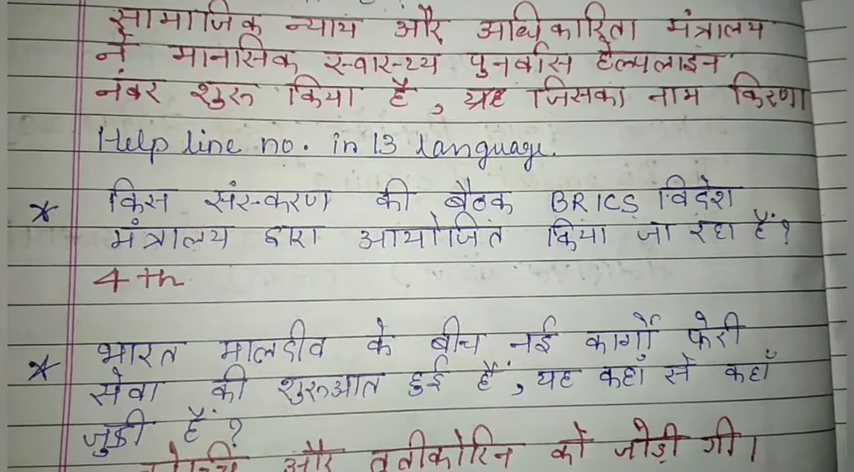 सामाजिक न्याय और अधिकारिता मंत्रालय
ने मानसिक स्वास्थ्य पुनर्वास हेल्पलाइन
नंबर शुरू किया है, यह जिसका नाम किरण
Help line no. in 13 language.
* किस संस्करण की बैठक BRICS विदेश
मंत्रालय द्वारा आयोजित किया जा रहा है?
4th
* भारत मालदीव के बीच नई कार्गो फेरी
सेवा की शुरूआत हुई है, यह कहाँ से कहाँ
जुड़ी है?
और तूतीकोरिन को जोड़ी गी।